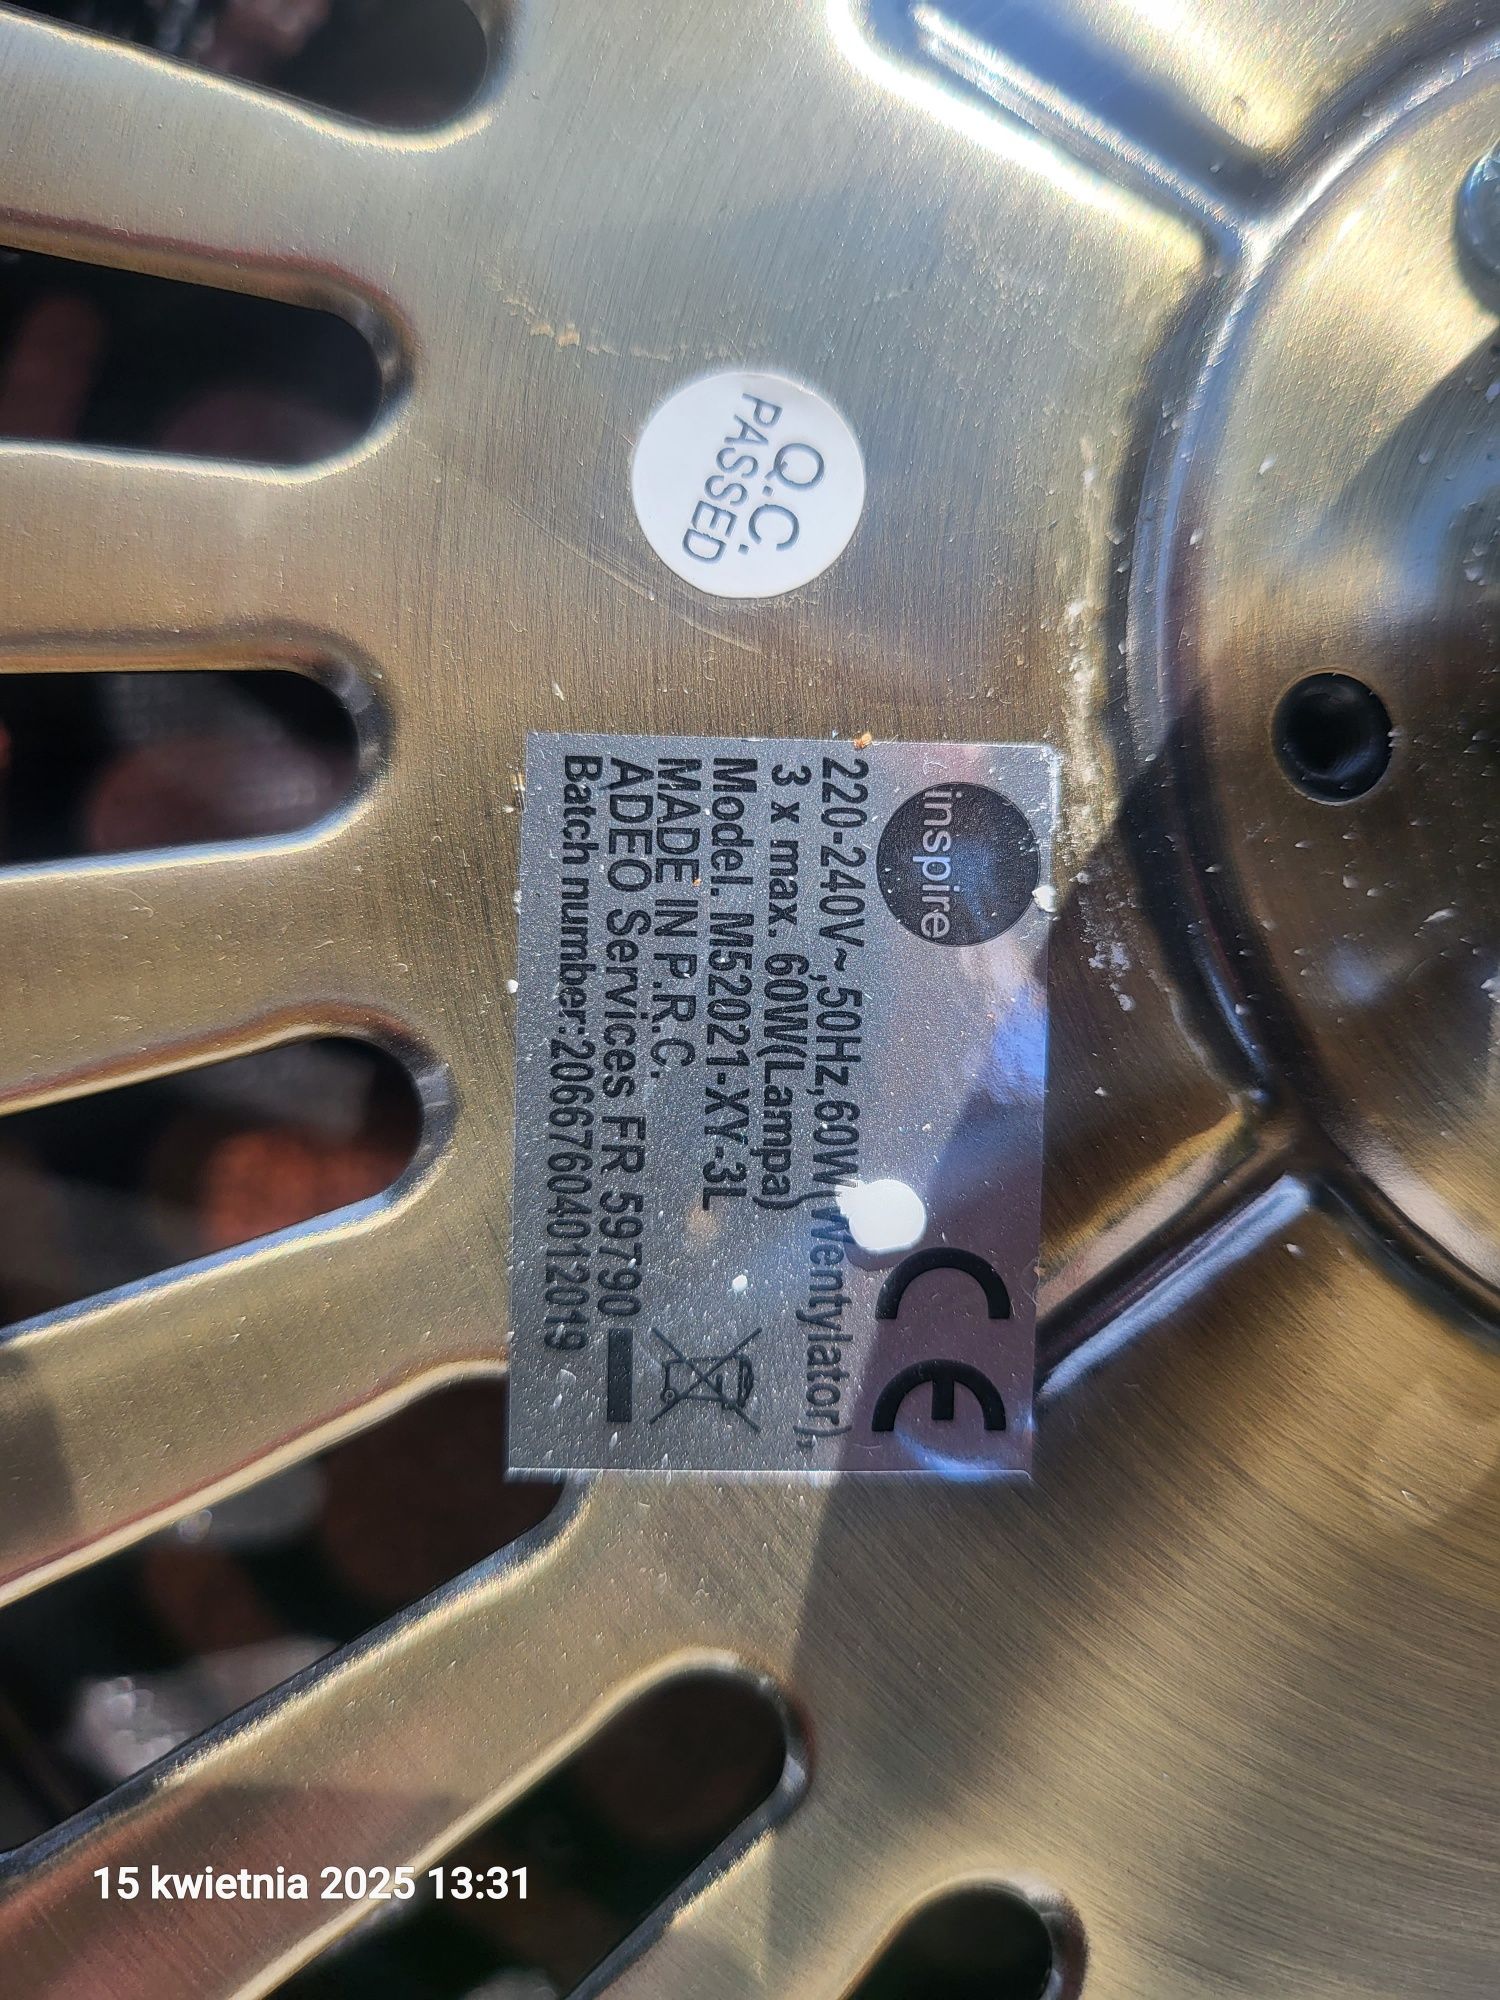 Q.C.
PASSED
inspire
CE
220-240V~,50Hz,60W(Wentylator),
3 x max. 60W(Lampa)
Model. M52021-XY-3L
MADE IN P.R.C.
ADEO Services FR 59790
Batch number:20667604012019
15 kwietnia 2025 13:31